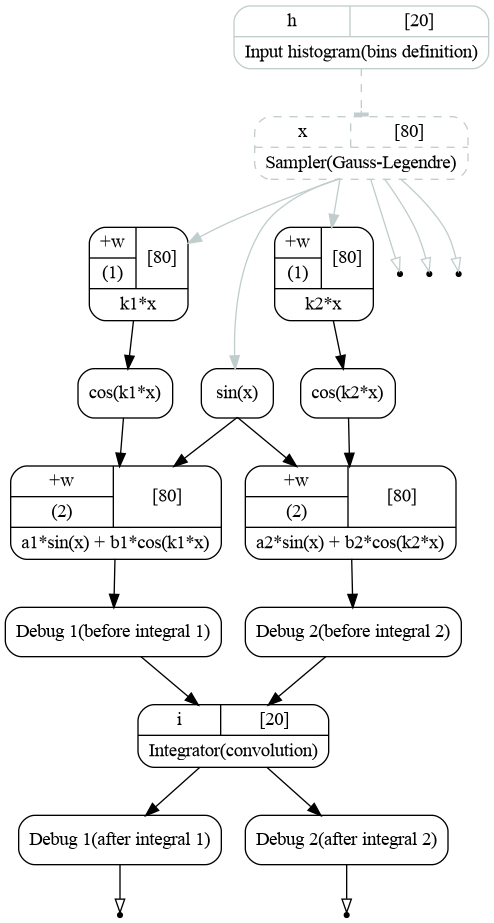 h [20]
Input histogram(bins definition)
x [80]
Sampler(Gauss-Legendre)
+w [80]
(1)
k1*x
+w [80]
(1)
k2*x
cos(k1*x)
sin(x)
cos(k2*x)
+w [80]
(2)
a1*sin(x) + b1*cos(k1*x)
+w [80]
(2)
a2*sin(x) + b2*cos(k2*x)
Debug 1(before integral 1)
Debug 2(before integral 2)
i [20]
Integrator(convolution)
Debug 1(after integral 1)
Debug 2(after integral 2)